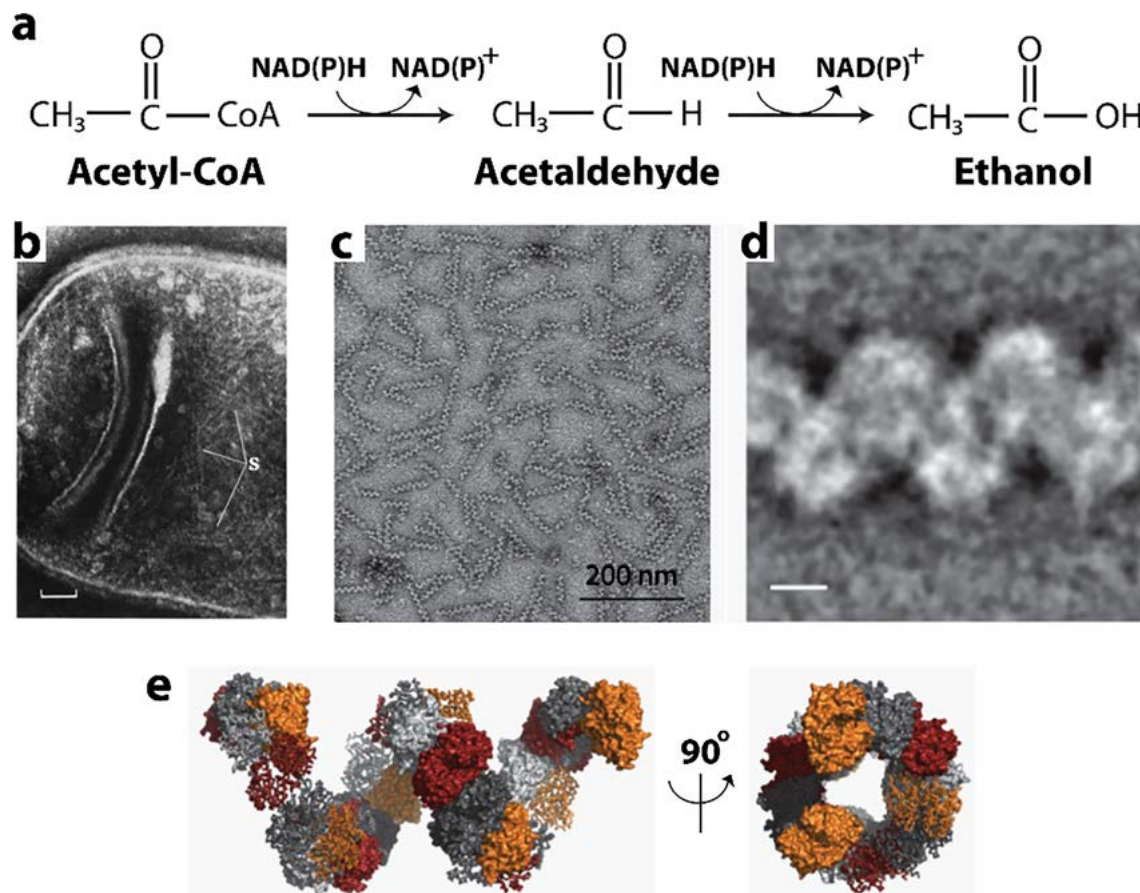 a
O
NAD(P)H NAD(P)+
O
NAD(P)H NAD(P)+
O
CH3 C CoA
CH3 C H
CH3 C OH
Acetyl-CoA Acetaldehyde Ethanol
b
c
d
s
200 nm
e
90°